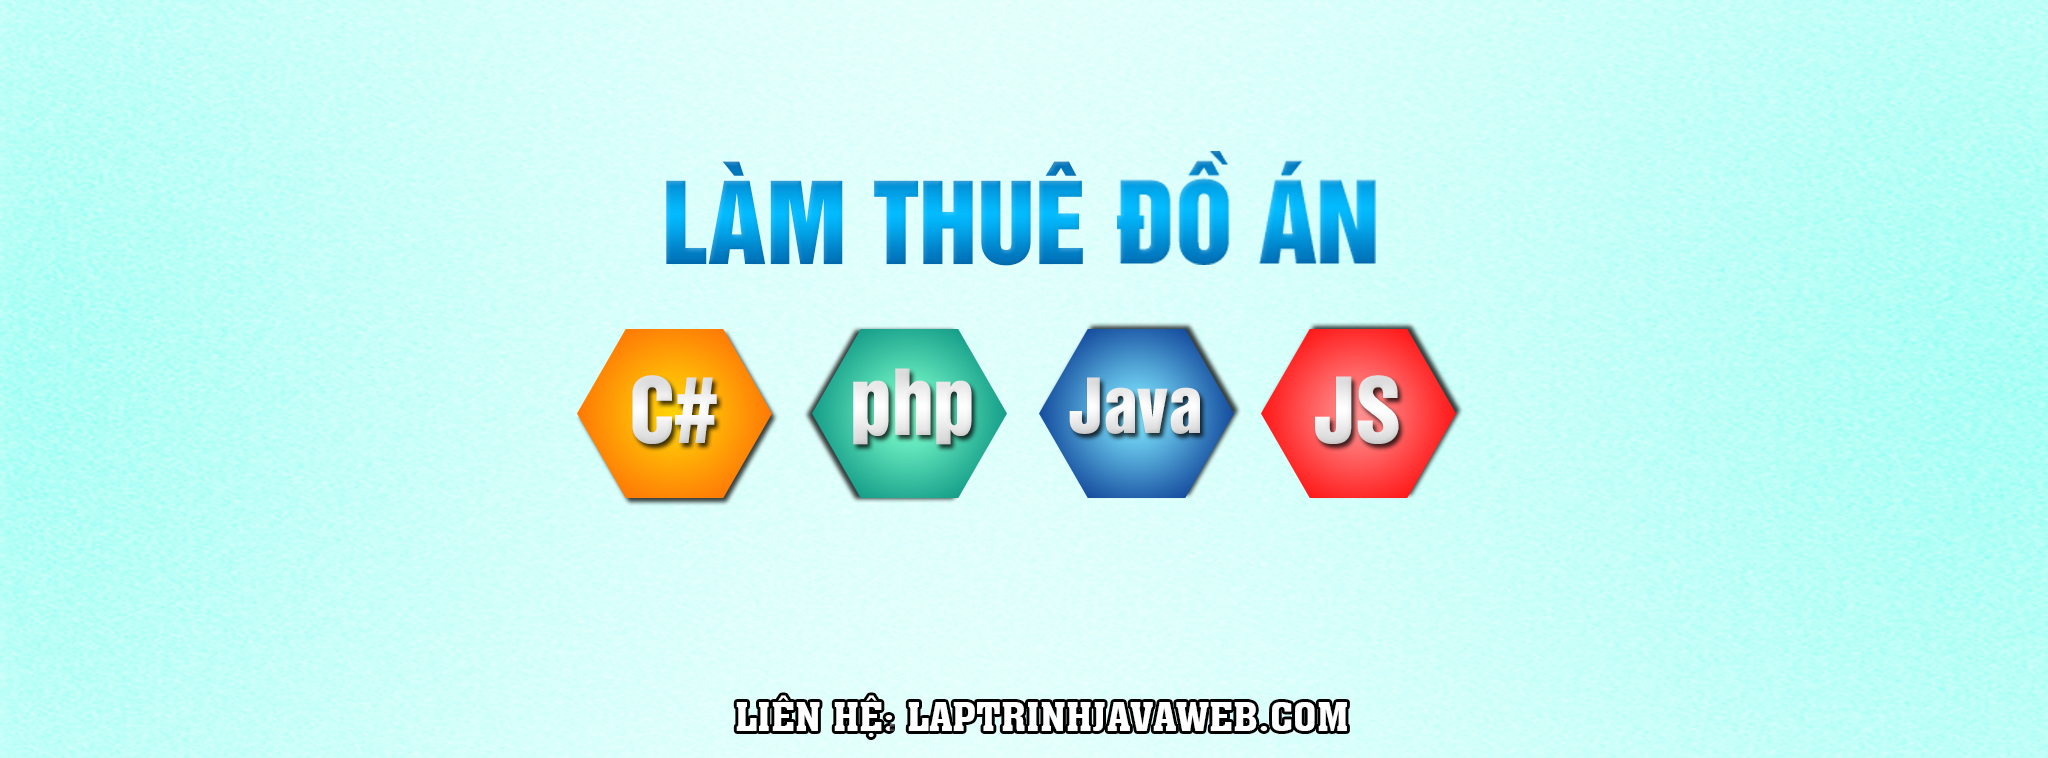 LÀM THUÊ ĐỒ ÁN
C# php Java JS
LIÊN HỆ: LAPTRINHJAVAWEB.COM